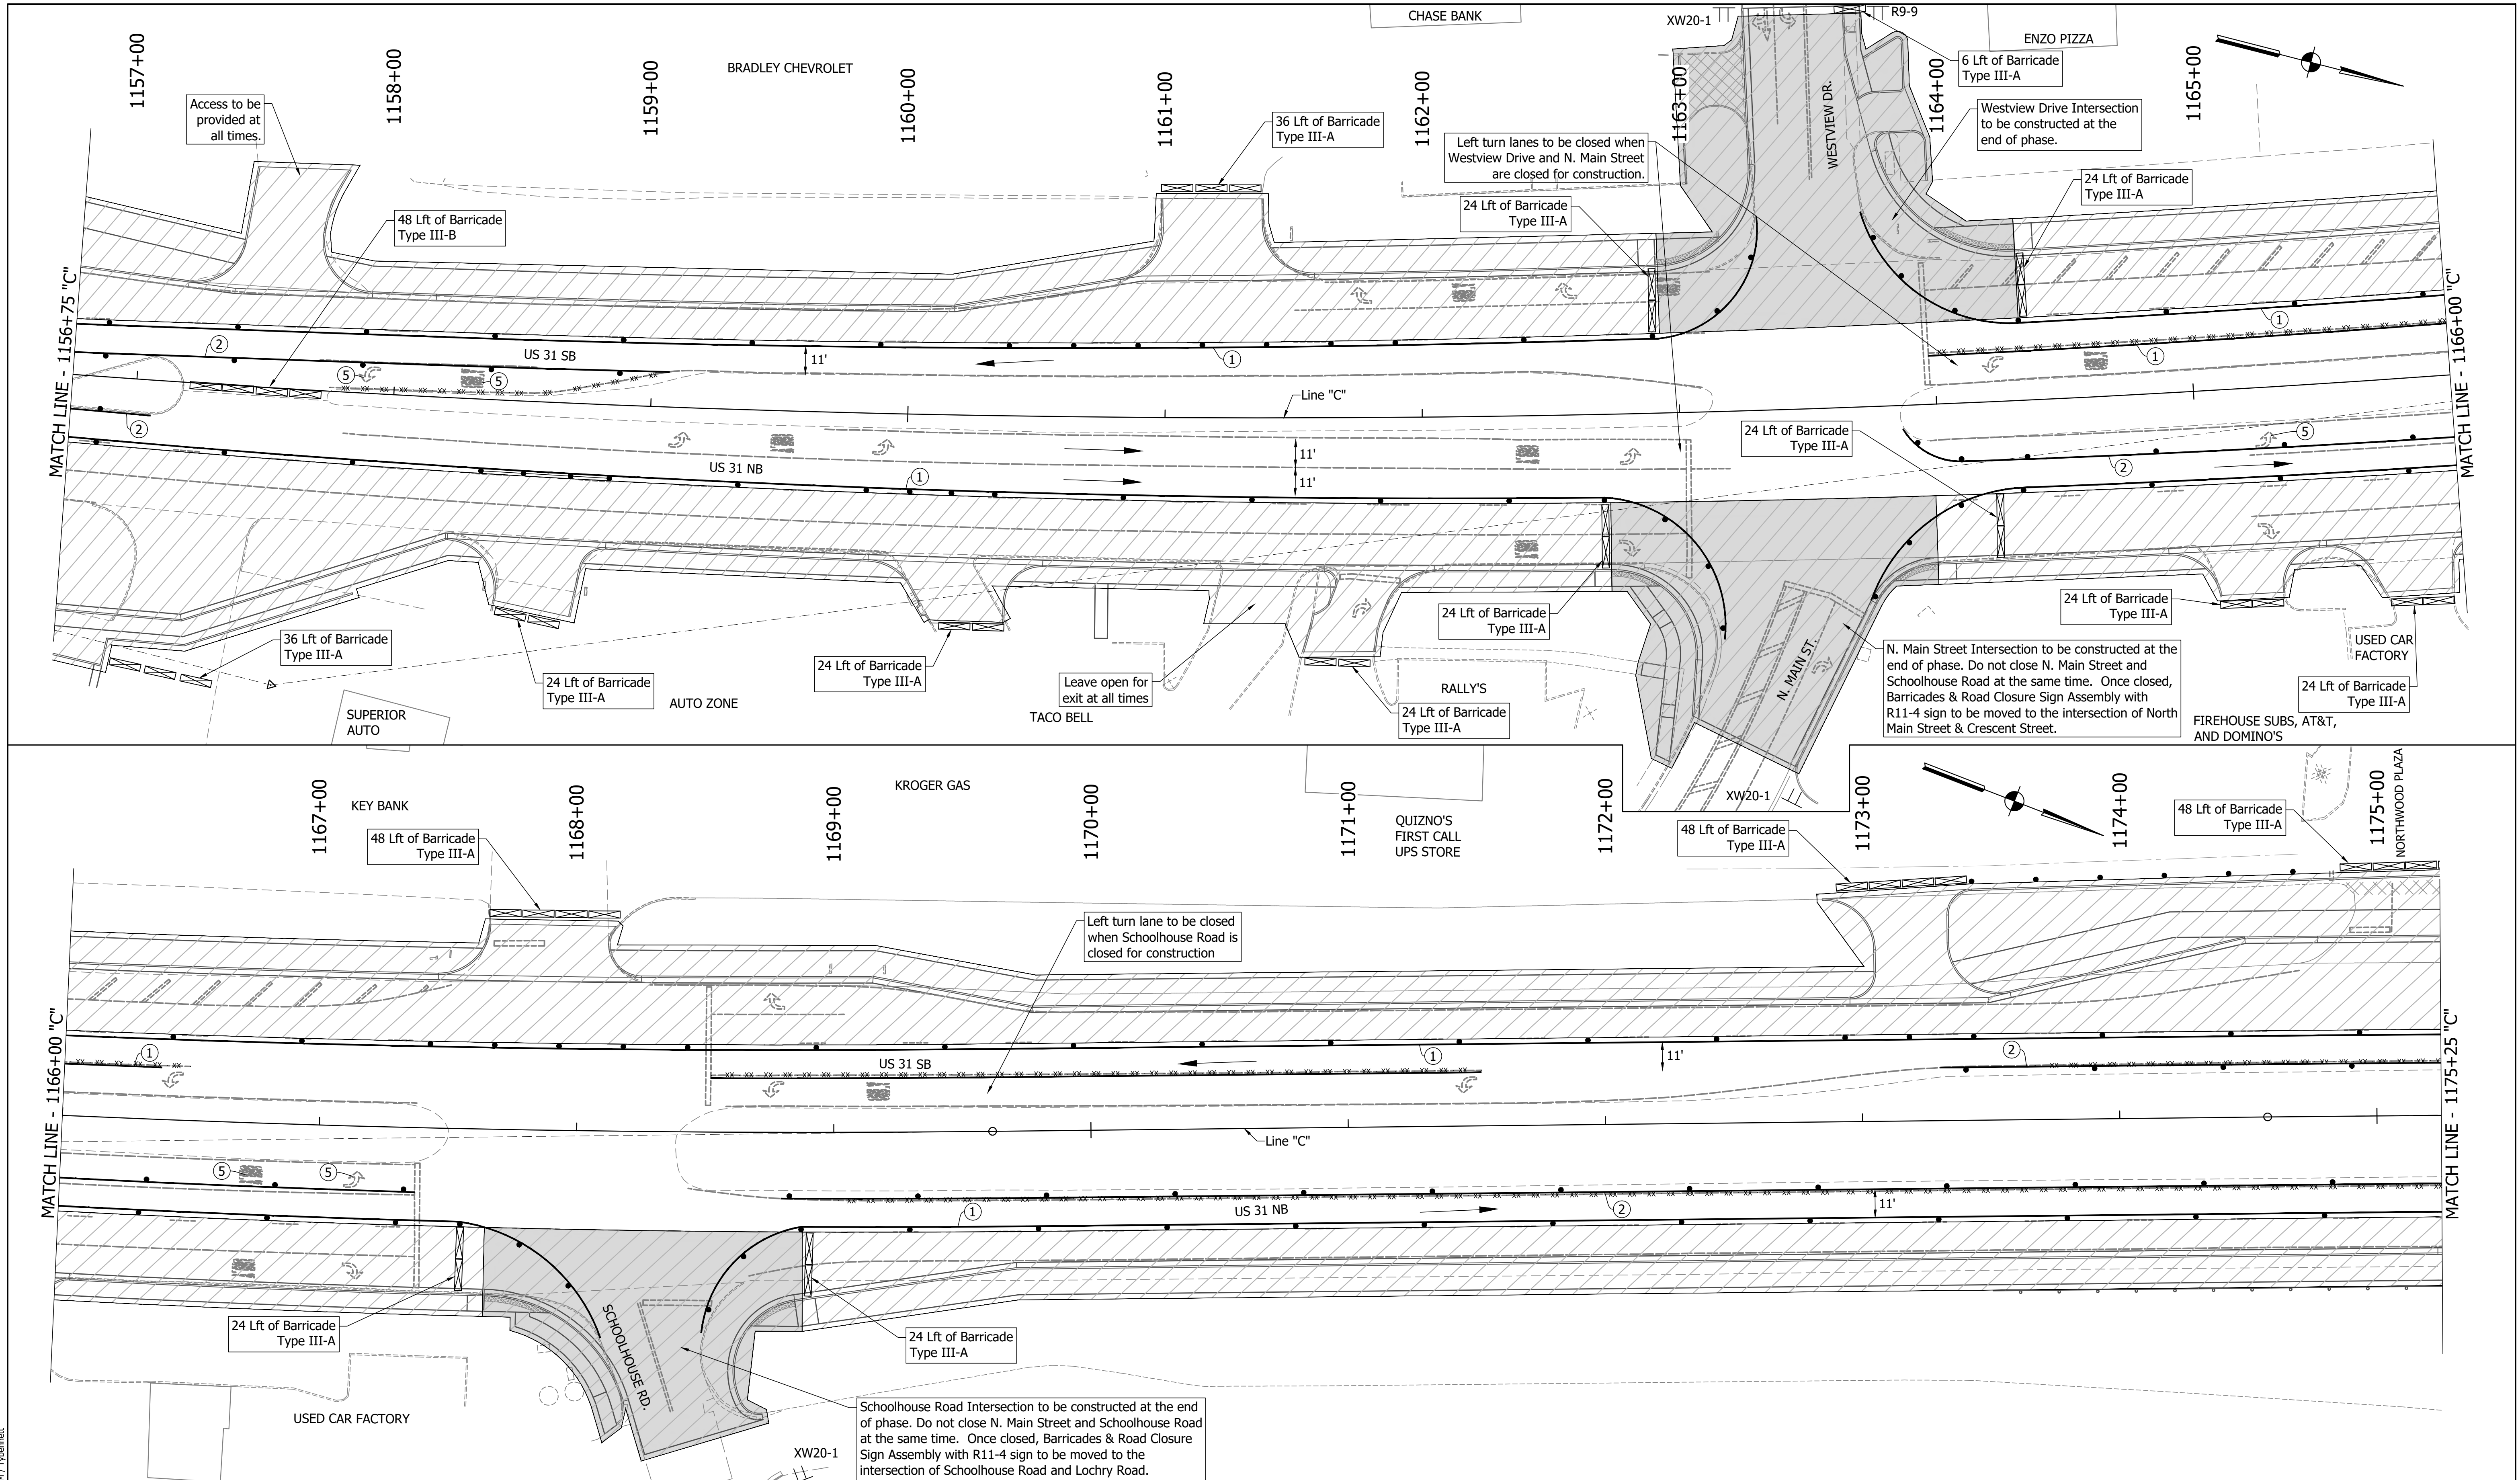 CHASE BANK
XW20-1
R9-9
ENZO PIZZA
6 Lft of Barricade
Type III-A
1157+00
1158+00
1159+00
1160+00
1161+00
1162+00
1163+00
1164+00
1165+00
BRADLEY CHEVROLET
Access to be
provided at
all times.
48 Lft of Barricade
Type III-B
36 Lft of Barricade
Type III-A
Left turn lanes to be closed when
Westview Drive and N. Main Street
are closed for construction.
24 Lft of Barricade
Type III-A
WESTVIEW DR.
Westview Drive Intersection
to be constructed at the
end of phase.
24 Lft of Barricade
Type III-A
MATCH LINE - 1156+75 "C"
MATCH LINE - 1166+00 "C"
2
US 31 SB
11'
1
1
1
5
5
2
Line "C"
24 Lft of Barricade
Type III-A
US 31 NB
1
11'
11'
5
2
36 Lft of Barricade
Type III-A
24 Lft of Barricade
Type III-A
SUPERIOR
AUTO
AUTO ZONE
24 Lft of Barricade
Type III-A
TACO BELL
Leave open for
exit at all times
RALLY'S
24 Lft of Barricade
Type III-A
24 Lft of Barricade
Type III-A
N. MAIN ST.
XW20-1
N. Main Street Intersection to be constructed at the
end of phase. Do not close N. Main Street and
Schoolhouse Road at the same time. Once closed,
Barricades & Road Closure Sign Assembly with
R11-4 sign to be moved to the intersection of North
Main Street & Crescent Street.
24 Lft of Barricade
Type III-A
USED CAR
FACTORY
24 Lft of Barricade
Type III-A
FIREHOUSE SUBS, AT&T,
AND DOMINO'S
1167+00
1168+00
1169+00
1170+00
1171+00
1172+00
1173+00
1174+00
1175+00
NORTHWOOD PLAZA
KEY BANK
48 Lft of Barricade
Type III-A
KROGER GAS
QUIZNO'S
FIRST CALL
UPS STORE
48 Lft of Barricade
Type III-A
48 Lft of Barricade
Type III-A
Left turn lane to be closed
when Schoolhouse Road is
closed for construction
MATCH LINE - 1166+00 "C"
MATCH LINE - 1175+25 "C"
1
US 31 SB
1
11'
2
Line "C"
5
5
1
US 31 NB
2
11'
24 Lft of Barricade
Type III-A
SCHOOLHOUSE RD.
24 Lft of Barricade
Type III-A
USED CAR FACTORY
XW20-1
Schoolhouse Road Intersection to be constructed at the end
of phase. Do not close N. Main Street and Schoolhouse Road
at the same time. Once closed, Barricades & Road Closure
Sign Assembly with R11-4 sign to be moved to the
intersection of Schoolhouse Road and Lochry Road.